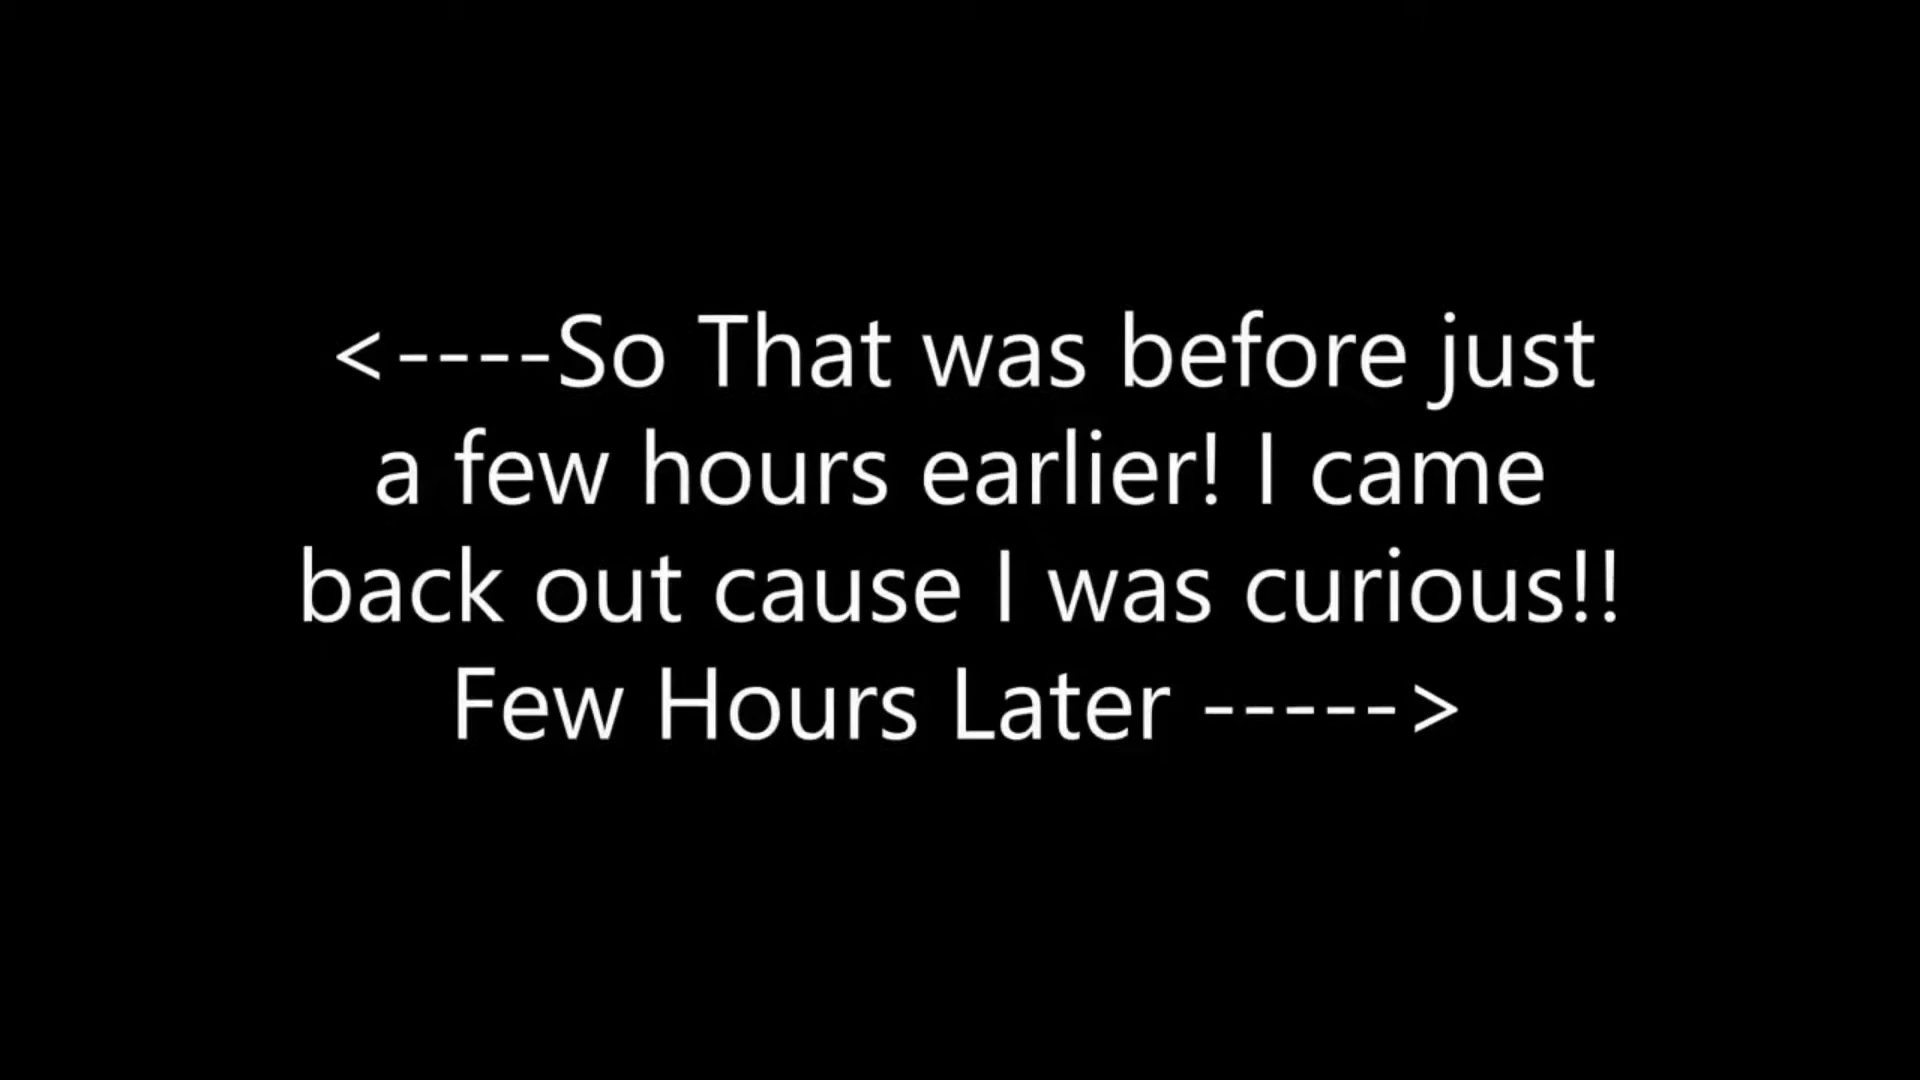 <----So That was before just
a few hours earlier! I came
back out cause I was curious!!
Few Hours Later ----->